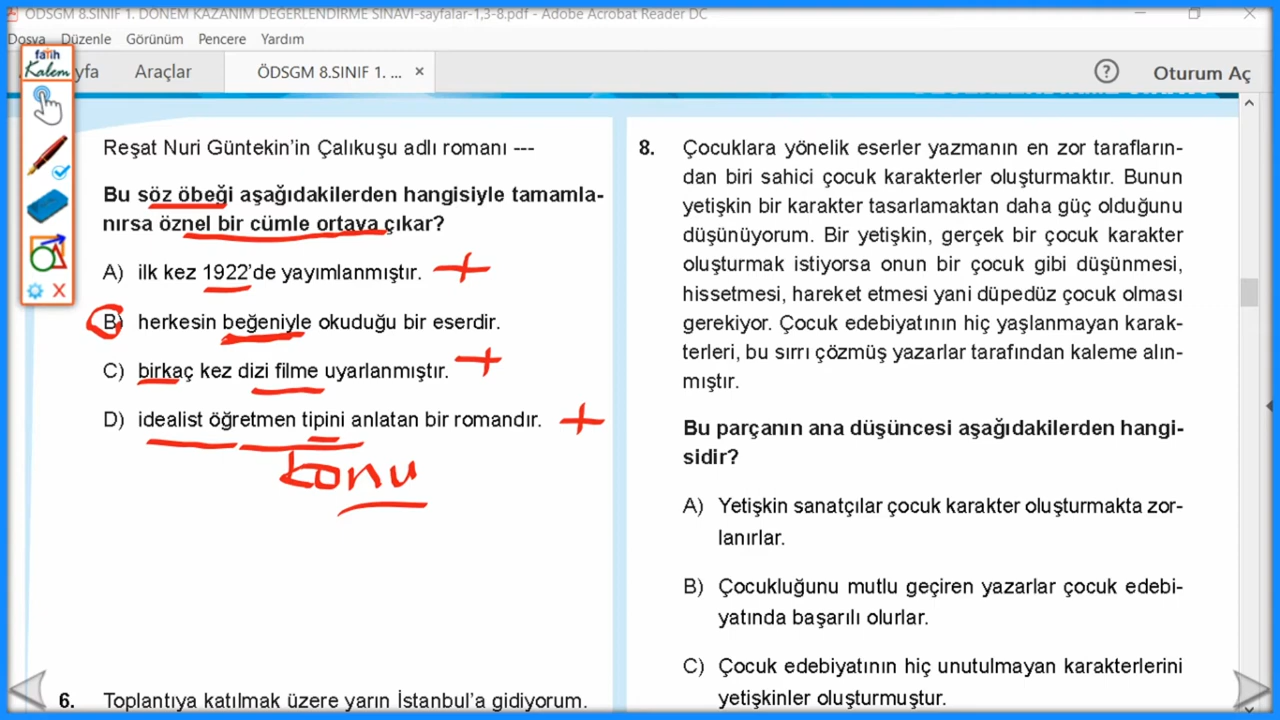 ÖDSGM 8.SINIF 1. DÖNEM KAZANIM DEĞERLENDİRME SINAVI-sayfalar-1,3-8.pdf - Adobe Acrobat Reader DC
Dosya Düzenle Görünüm Pencere Yardım
fatih
Kalem
yfa Araçlar ÖDSGM 8.SINIF 1. ... × ? Oturum Aç
Reşat Nuri Güntekin’in Çalıkuşu adlı romanı ---
Bu söz öbeği aşağıdakilerden hangisiyle tamamla-
nırsa öznel bir cümle ortaya çıkar?
A) ilk kez 1922’de yayımlanmıştır. +
B) herkesin beğeniyle okuduğu bir eserdir.
C) birkaç kez dizi filme uyarlanmıştır. +
D) idealist öğretmen tipini anlatan bir romandır. +
konu
6. Toplantıya katılmak üzere yarın İstanbul’a gidiyorum.
8. Çocuklara yönelik eserler yazmanın en zor tarafların-
dan biri sahici çocuk karakterler oluşturmaktır. Bunun
yetişkin bir karakter tasarlamaktan daha güç olduğunu
düşünüyorum. Bir yetişkin, gerçek bir çocuk karakter
oluşturmak istiyorsa onun bir çocuk gibi düşünmesi,
hissetmesi, hareket etmesi yani düpedüz çocuk olması
gerekiyor. Çocuk edebiyatının hiç yaşlanmayan karak-
terleri, bu sırrı çözmüş yazarlar tarafından kaleme alın-
mıştır.
Bu parçanın ana düşüncesi aşağıdakilerden hangi-
sidir?
A) Yetişkin sanatçılar çocuk karakter oluşturmakta zor-
lanırlar.
B) Çocukluğunu mutlu geçiren yazarlar çocuk edebi-
yatında başarılı olurlar.
C) Çocuk edebiyatının hiç unutulmayan karakterlerini
yetişkinler oluşturmuştur.